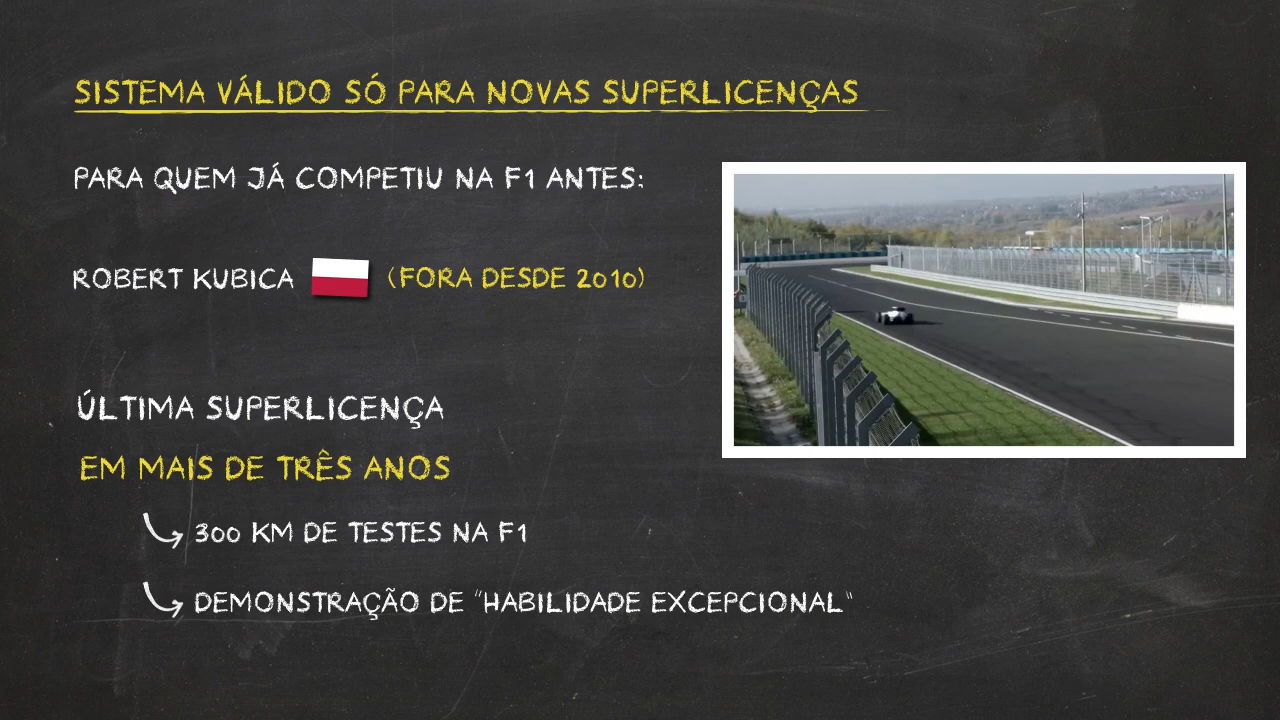 SISTEMA VÁLIDO SÓ PARA NOVAS SUPERLICENÇAS
PARA QUEM JÁ COMPETIU NA F1 ANTES:
ROBERT KUBICA (FORA DESDE 2010)
ÚLTIMA SUPERLICENÇA
EM MAIS DE TRÊS ANOS
300 KM DE TESTES NA F1
DEMONSTRAÇÃO DE "HABILIDADE EXCEPCIONAL"